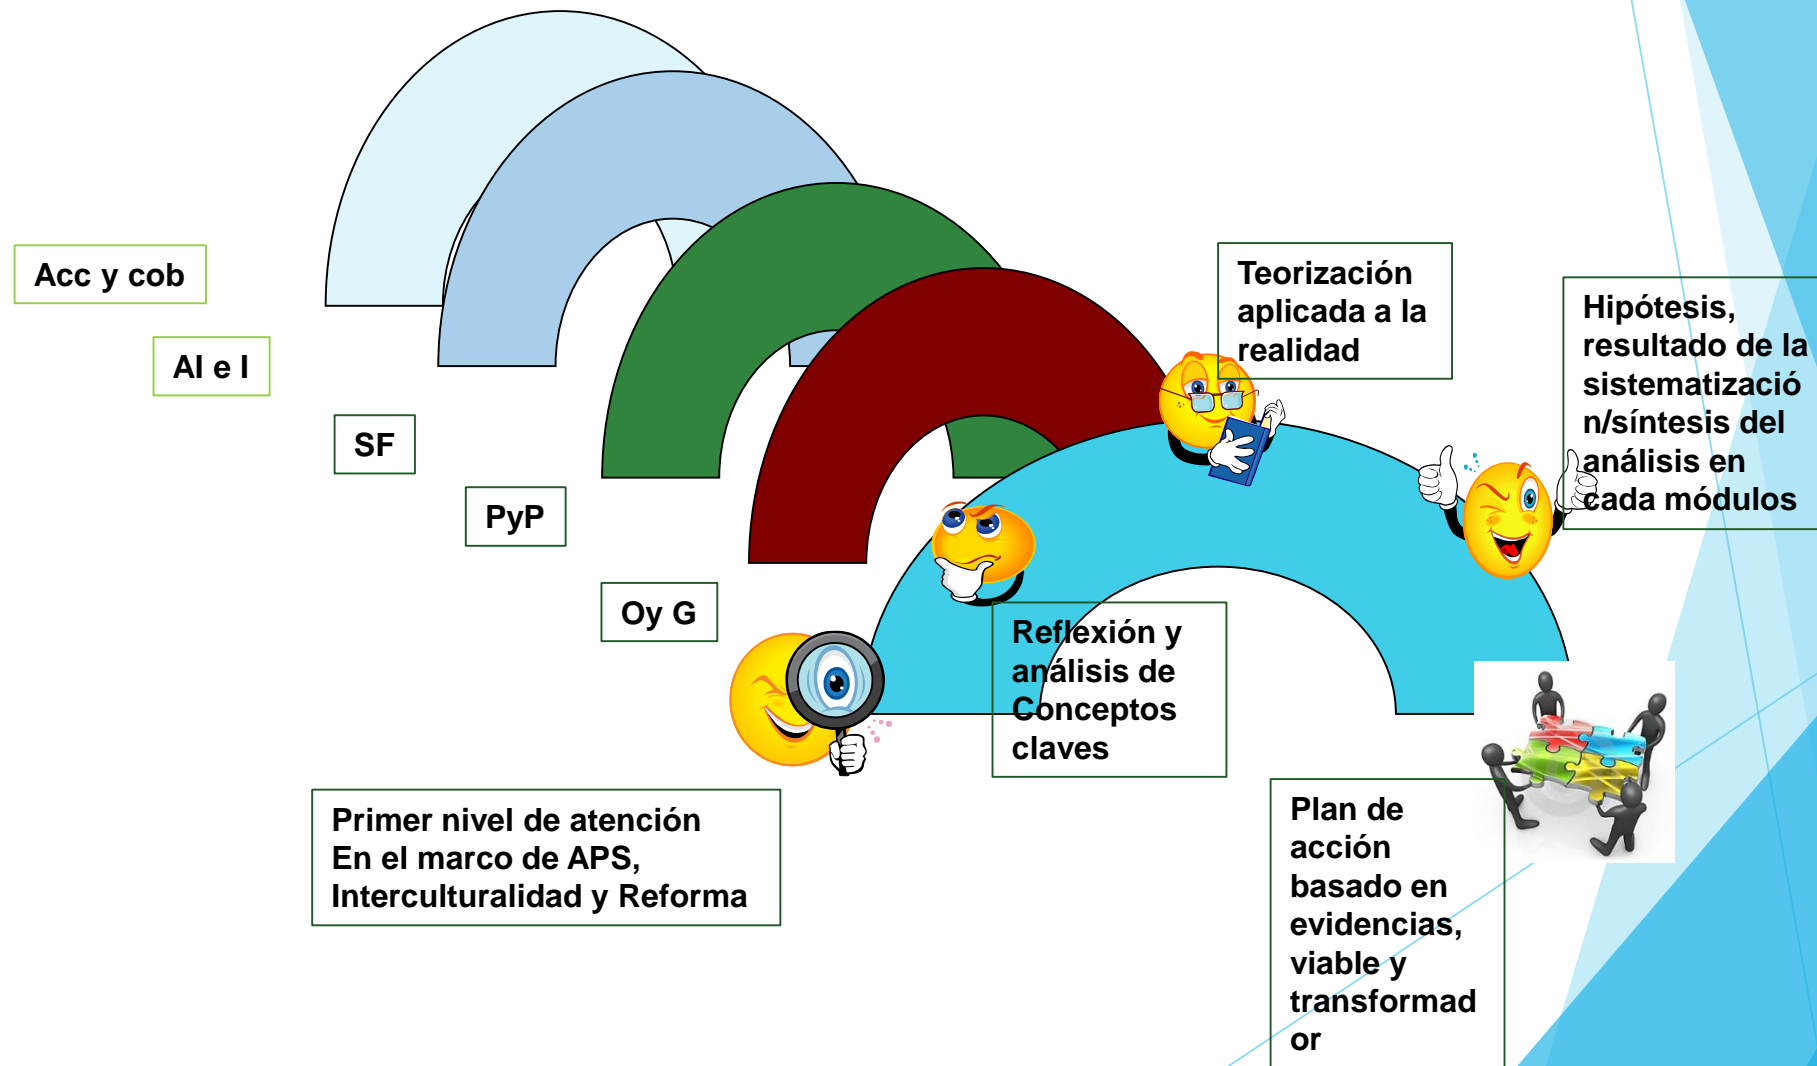 Acc y cob
AI e I
SF
PyP
Oy G
Primer nivel de atención
En el marco de APS,
Interculturalidad y Reforma
Reflexión y
análisis de
Conceptos
claves
Teorización
aplicada a la
realidad
Hipótesis,
resultado de la
sistematizació
n/síntesis del
análisis en
cada módulos
Plan de
acción
basado en
evidencias,
viable y
transformad
or